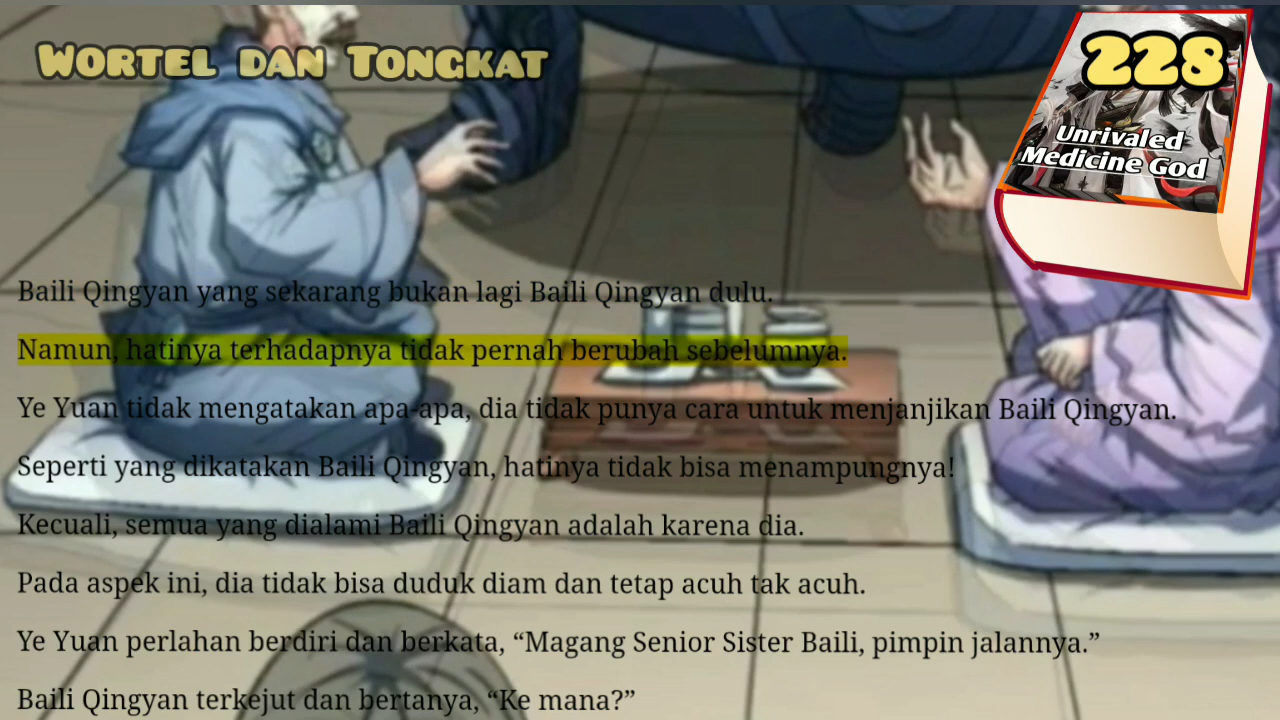 Wortel dan Tongkat
228
Unrivaled
Medicine God
Baili Qingyan yang sekarang bukan lagi Baili Qingyan dulu.
Namun, hatinya terhadapnya tidak pernah berubah sebelumnya.
Ye Yuan tidak mengatakan apa-apa, dia tidak punya cara untuk menjanjikan Baili Qingyan.
Seperti yang dikatakan Baili Qingyan, hatinya tidak bisa menampungnya!
Kecuali, semua yang dialami Baili Qingyan adalah karena dia.
Pada aspek ini, dia tidak bisa duduk diam dan tetap acuh tak acuh.
Ye Yuan perlahan berdiri dan berkata, “Magang Senior Sister Baili, pimpin jalannya.”
Baili Qingyan terkejut dan bertanya, “Ke mana?”